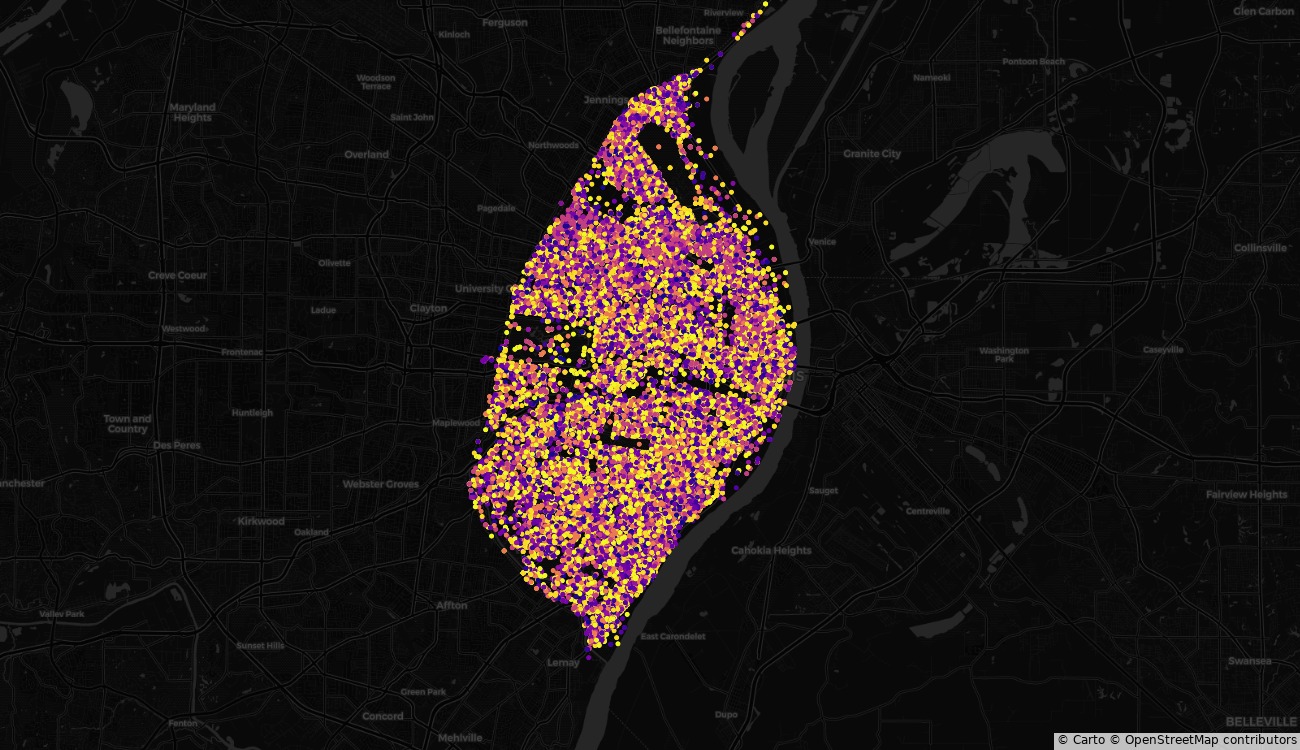 Riverview
Glen Carbon
Ferguson
Kinloch
Bellefontaine
Neighbors
Pontoon Beach
Woodson
Terrace
Nameoki
Maryland
Heights
Jennings
Saint John
Northwoods
Overland
Granite City
Pagedale
Venice
Collinsville
Olivette
Creve Coeur
University
Clayton
Ladue
Westwood
Frontenac
Washington
Park
Caseyville
Huntleigh
Town and
Country
Maplewood
Des Peres
Webster Groves
Sauget
Fairview Heights
Centreville
Kirkwood
Oakland
Cahokia Heights
Affton
Valley Park
East Carondelet
Sunset Hills
Lemay
Swansea
Green Park
Concord
Dupo
Fenton
BELLEVILLE
Mehlville
© Carto © OpenStreetMap contributors